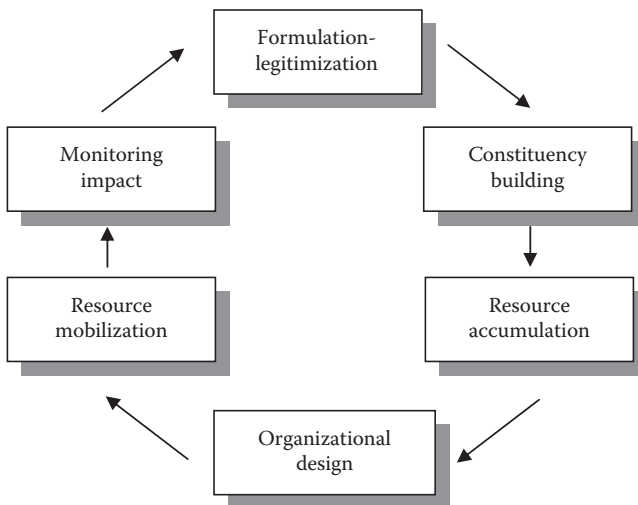 Formulation-
legitimization
Constituency
building
Resource
accumulation
Organizational
design
Resource
mobilization
Monitoring
impact